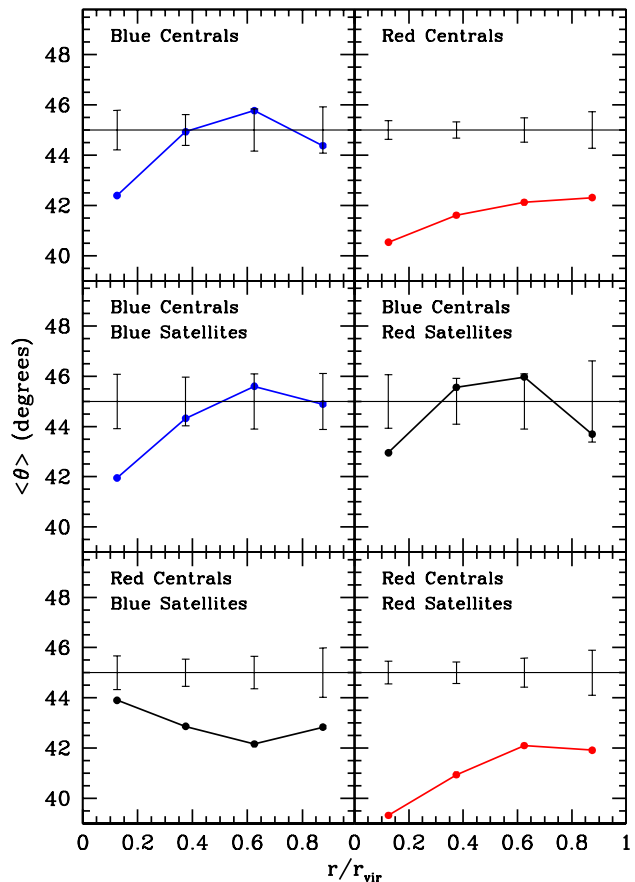 Blue Centrals
Red Centrals
48
46
44
42
40
Blue Centrals
Blue Satellites
Blue Centrals
Red Satellites
48
46
44
42
40
<θ> (degrees)
Red Centrals
Blue Satellites
Red Centrals
Red Satellites
48
46
44
42
40
0 0.2 0.4 0.6 0.8 0 0.2 0.4 0.6 0.8 1
r/r_vir